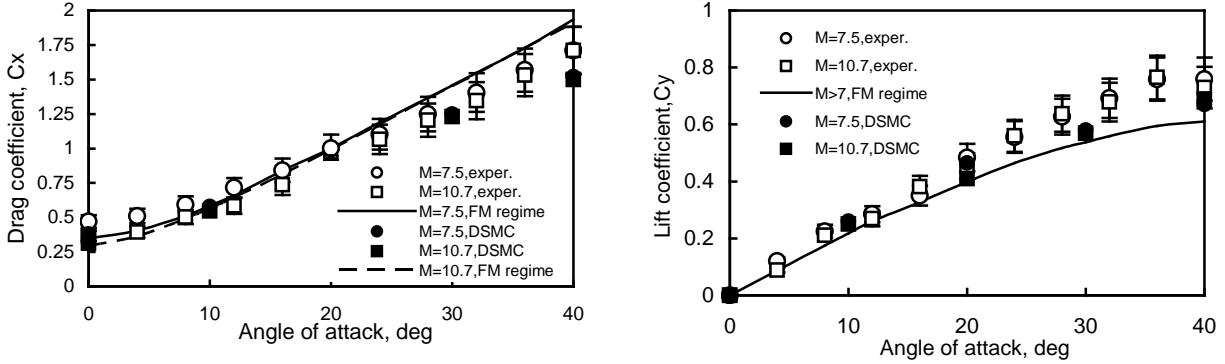 Drag coefficient, Cx
2
1.75
1.5
1.25
1
0.75
0.5
0.25
0
M=7.5,exper.
M=10.7,exper.
M=7.5,FM regime
M=7.5,DSMC
M=10.7,DSMC
M=10.7,FM regime
0 10 20 30 40
Angle of attack, deg
Lift coefficient,Cy
1
0.8
0.6
0.4
0.2
0
M=7.5,exper.
M=10.7,exper.
M>7,FM regime
M=7.5,DSMC
M=10.7,DSMC
0 10 20 30 40
Angle of attack, deg